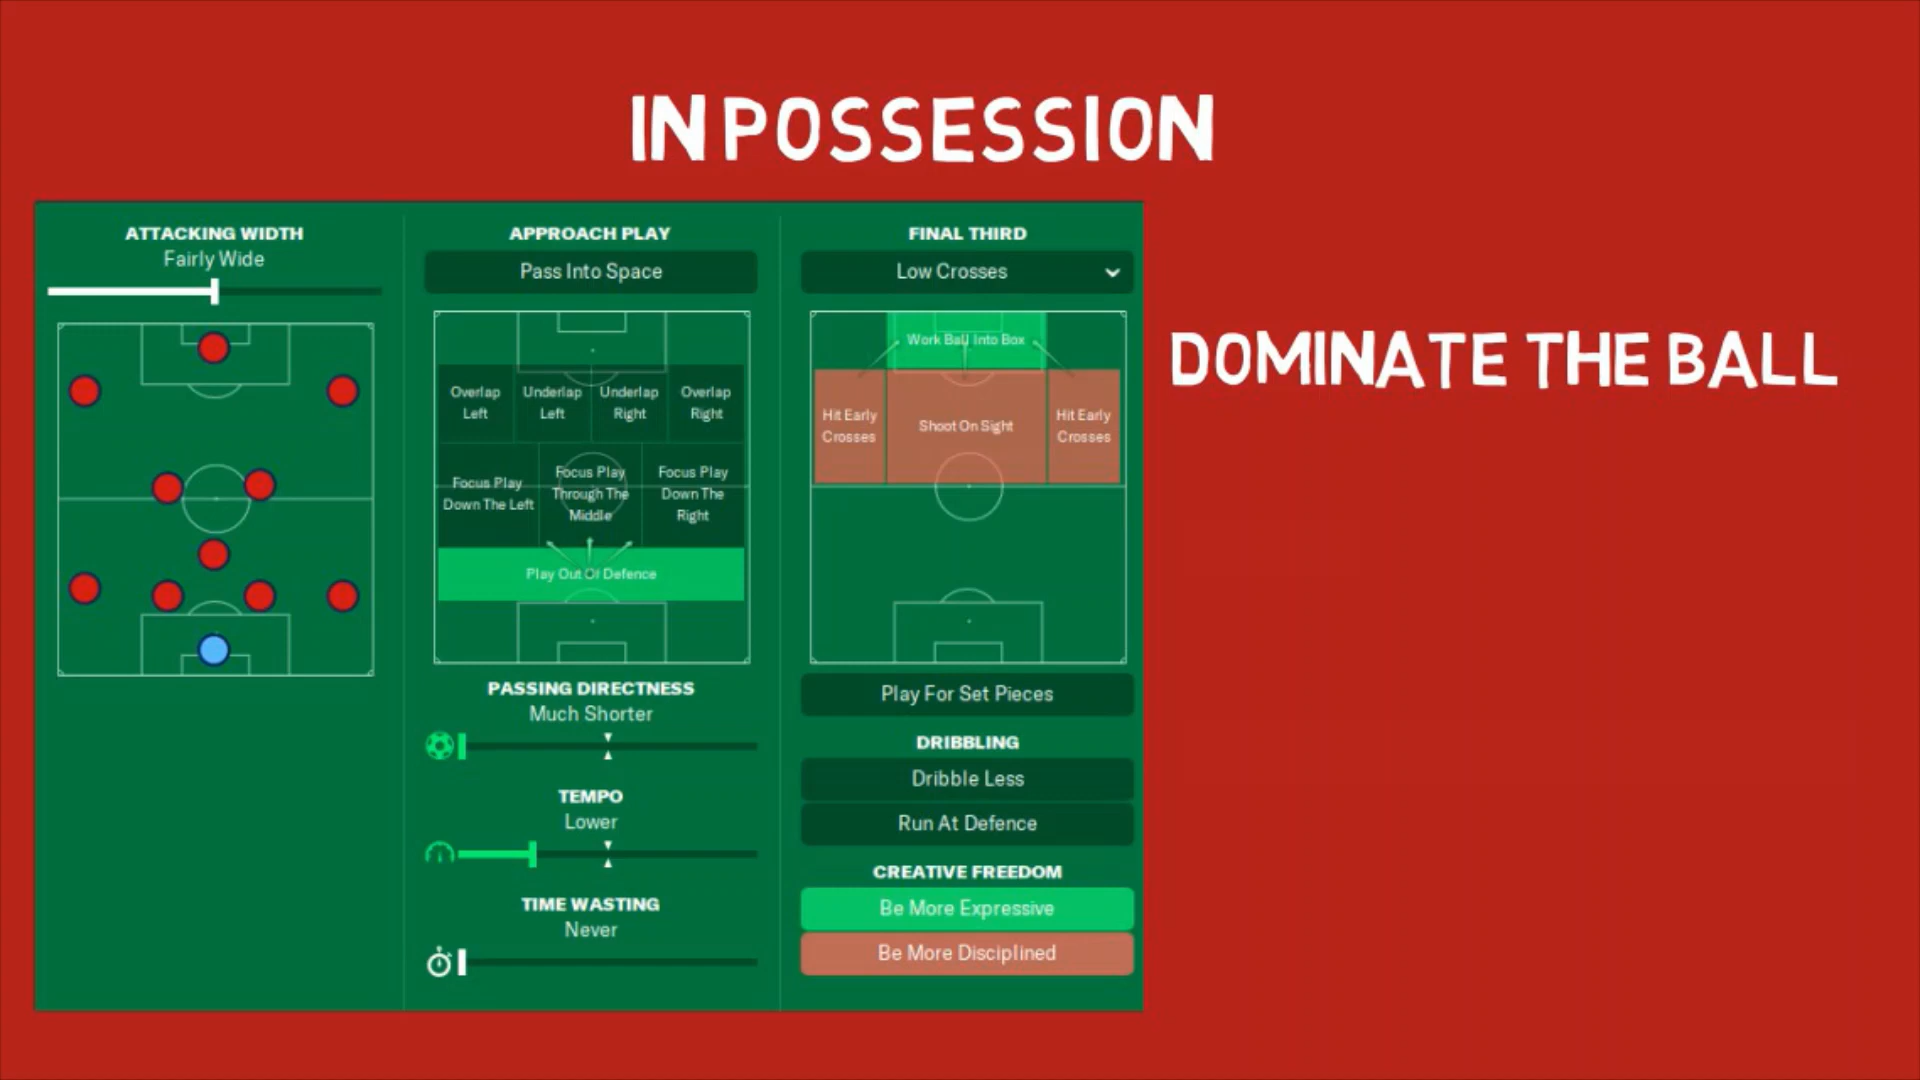 IN POSSESSION
DOMINATE THE BALL
ATTACKING WIDTH
Fairly Wide
APPROACH PLAY
Pass Into Space
Overlap Left
Underlap Left
Underlap Right
Overlap Right
Focus Play Down The Left
Focus Play Through The Middle
Focus Play Down The Right
Play Out Of Defence
PASSING DIRECTNESS
Much Shorter
TEMPO
Lower
TIME WASTING
Never
FINAL THIRD
Low Crosses
Work Ball Into Box
Hit Early Crosses
Shoot On Sight
Hit Early Crosses
Play For Set Pieces
DRIBBLING
Dribble Less
Run At Defence
CREATIVE FREEDOM
Be More Expressive
Be More Disciplined